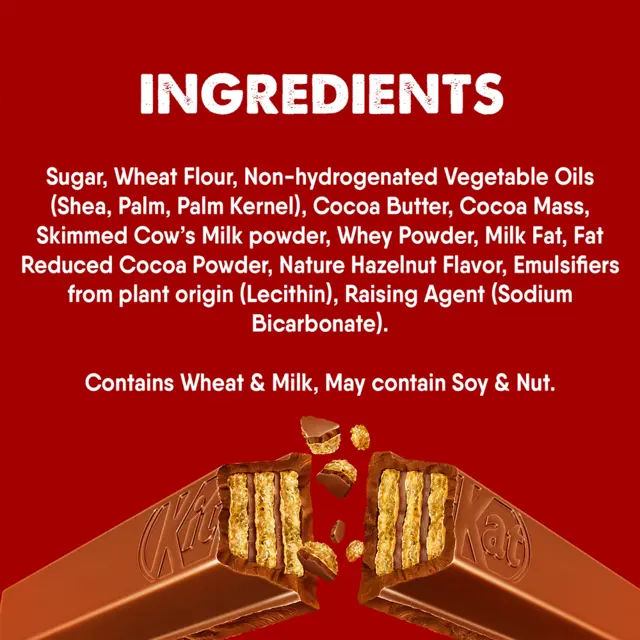 INGREDIENTS
Sugar, Wheat Flour, Non-hydrogenated Vegetable Oils
(Shea, Palm, Palm Kernel), Cocoa Butter, Cocoa Mass,
Skimmed Cow's Milk powder, Whey Powder, Milk Fat, Fat
Reduced Cocoa Powder, Nature Hazelnut Flavor, Emulsifiers
from plant origin (Lecithin), Raising Agent (Sodium
Bicarbonate).
Contains Wheat & Milk, May contain Soy & Nut.
Kit Kat